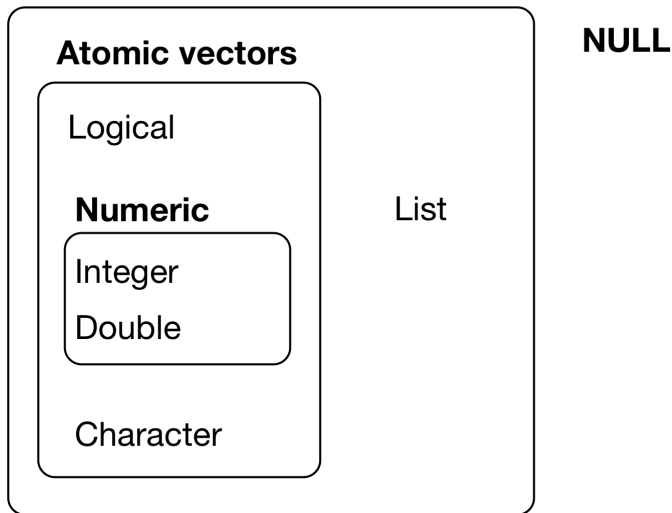 NULL
Atomic vectors
Logical
Numeric
List
Integer
Double
Character